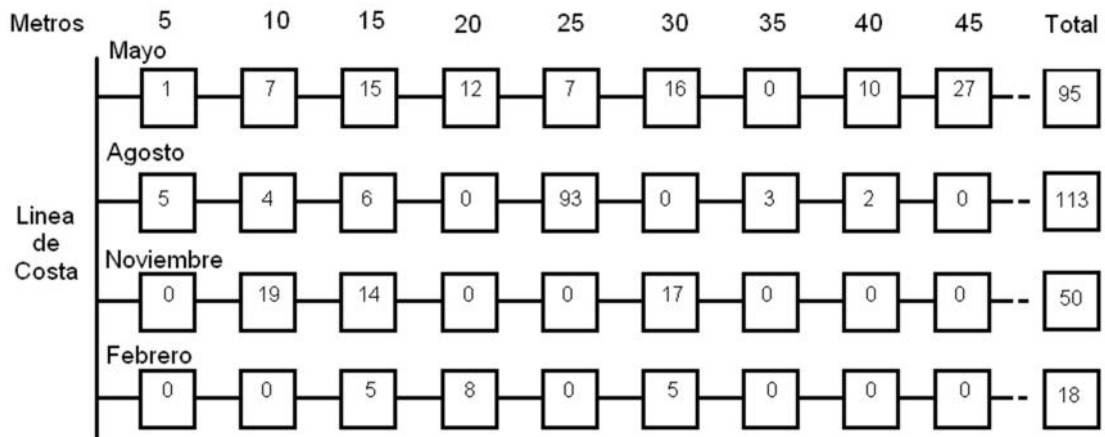 Metros 5 10 15 20 25 30 35 40 45 Total
Mayo
1 7 15 12 7 16 0 10 27 95
Agosto
5 4 6 0 93 0 3 2 0 113
Linea
de
Costa
Noviembre
0 19 14 0 0 17 0 0 0 50
Febrero
0 0 5 8 0 5 0 0 0 18